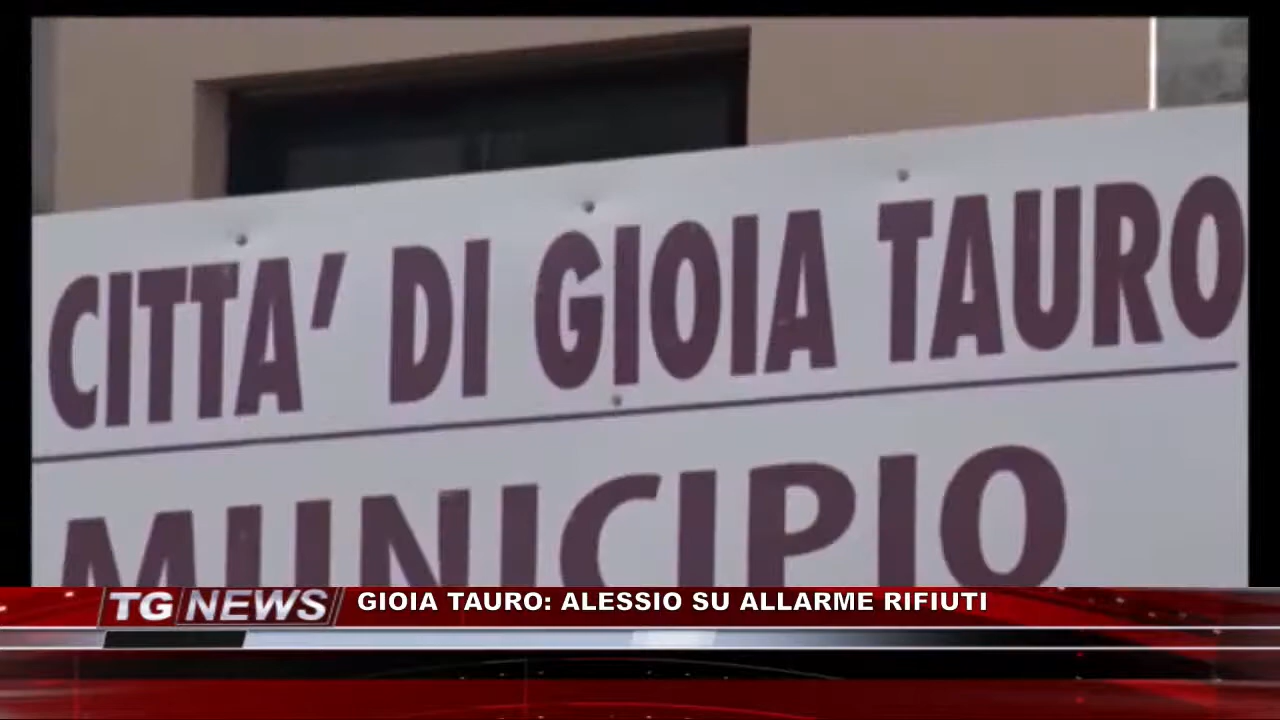 CITTA' DI GIOIA TAURO
MUNICIPIO
TG NEWS GIOIA TAURO: ALESSIO SU ALLARME RIFIUTI